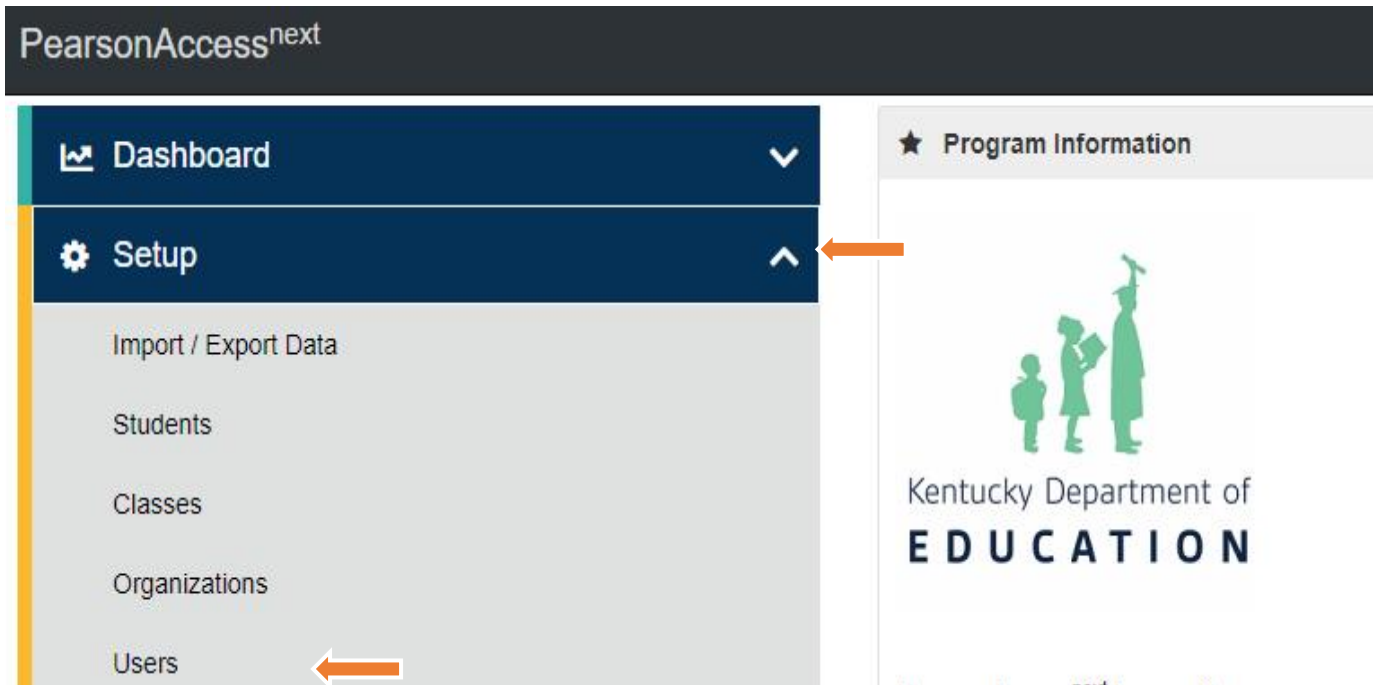 PearsonAccessnext
Dashboard
Setup
Import / Export Data
Students
Classes
Organizations
Users
Program Information
Kentucky Department of
EDUCATION